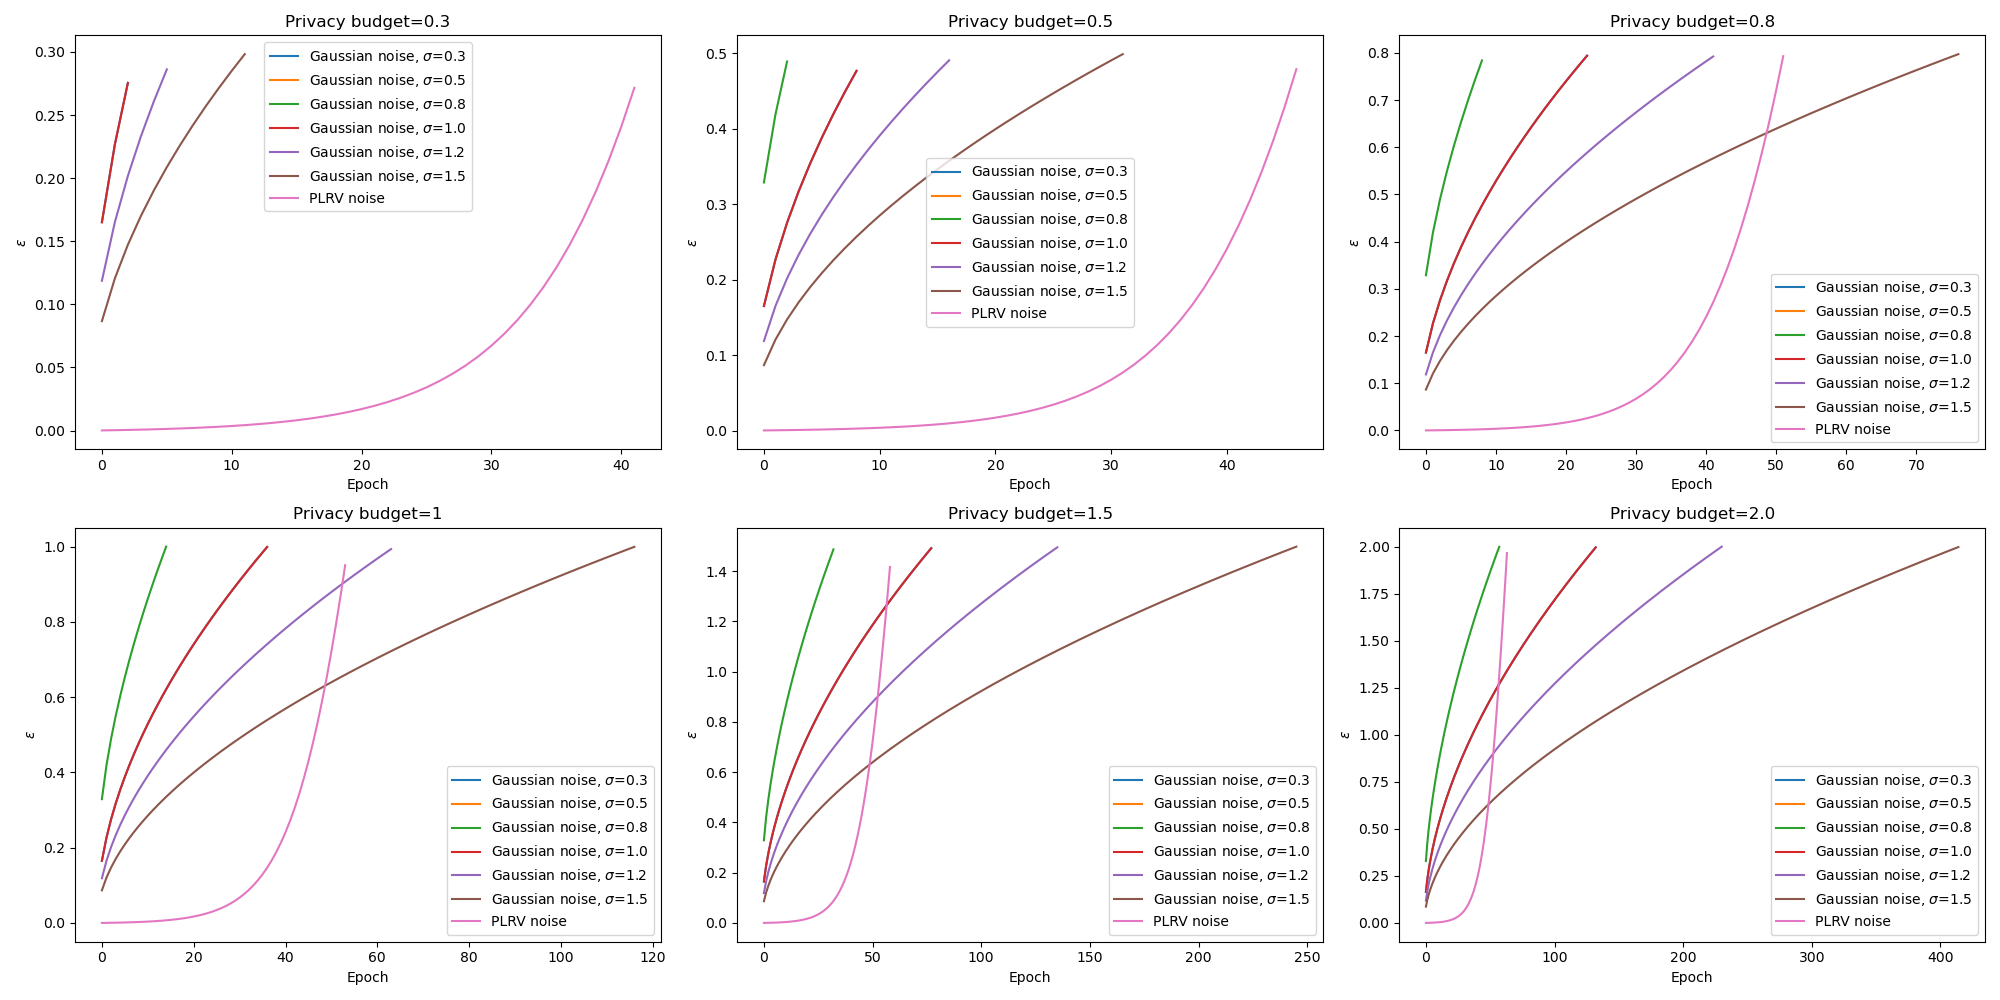 Privacy budget=0.3
0.30
0.25
0.20
0.15
0.10
0.05
0.00
ε
Gaussian noise, σ=0.3
Gaussian noise, σ=0.5
Gaussian noise, σ=0.8
Gaussian noise, σ=1.0
Gaussian noise, σ=1.2
Gaussian noise, σ=1.5
PLRV noise
0 10 20 30 40
Epoch
Privacy budget=0.5
0.5
0.4
0.3
0.2
0.1
0.0
ε
Gaussian noise, σ=0.3
Gaussian noise, σ=0.5
Gaussian noise, σ=0.8
Gaussian noise, σ=1.0
Gaussian noise, σ=1.2
Gaussian noise, σ=1.5
PLRV noise
0 10 20 30 40
Epoch
Privacy budget=0.8
0.8
0.7
0.6
0.5
0.4
0.3
0.2
0.1
0.0
ε
Gaussian noise, σ=0.3
Gaussian noise, σ=0.5
Gaussian noise, σ=0.8
Gaussian noise, σ=1.0
Gaussian noise, σ=1.2
Gaussian noise, σ=1.5
PLRV noise
0 10 20 30 40 50 60 70
Epoch
Privacy budget=1
1.0
0.8
0.6
0.4
0.2
0.0
ε
Gaussian noise, σ=0.3
Gaussian noise, σ=0.5
Gaussian noise, σ=0.8
Gaussian noise, σ=1.0
Gaussian noise, σ=1.2
Gaussian noise, σ=1.5
PLRV noise
0 20 40 60 80 100 120
Epoch
Privacy budget=1.5
1.4
1.2
1.0
0.8
0.6
0.4
0.2
0.0
ε
Gaussian noise, σ=0.3
Gaussian noise, σ=0.5
Gaussian noise, σ=0.8
Gaussian noise, σ=1.0
Gaussian noise, σ=1.2
Gaussian noise, σ=1.5
PLRV noise
0 50 100 150 200 250
Epoch
Privacy budget=2.0
2.00
1.75
1.50
1.25
1.00
0.75
0.50
0.25
0.00
ε
Gaussian noise, σ=0.3
Gaussian noise, σ=0.5
Gaussian noise, σ=0.8
Gaussian noise, σ=1.0
Gaussian noise, σ=1.2
Gaussian noise, σ=1.5
PLRV noise
0 100 200 300 400
Epoch